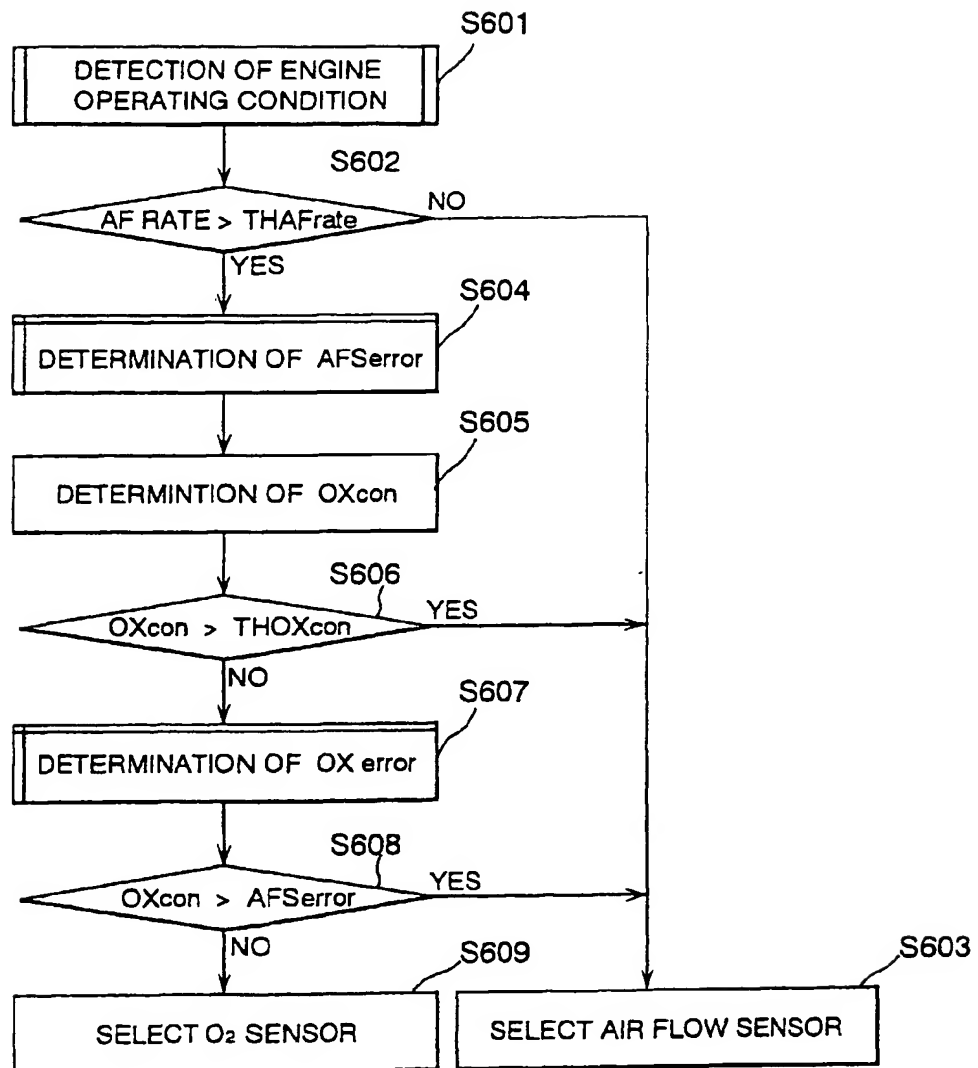 S601
DETECTION OF ENGINE
OPERATING CONDITION
S602
AF RATE > THAFrate
NO
YES
S604
DETERMINATION OF AFSerror
S605
DETERMINTION OF OXcon
S606
OXcon > THOXcon
YES
NO
S607
DETERMINATION OF OX error
S608
OXcon > AFSerror
YES
NO
S609
SELECT O₂ SENSOR
S603
SELECT AIR FLOW SENSOR